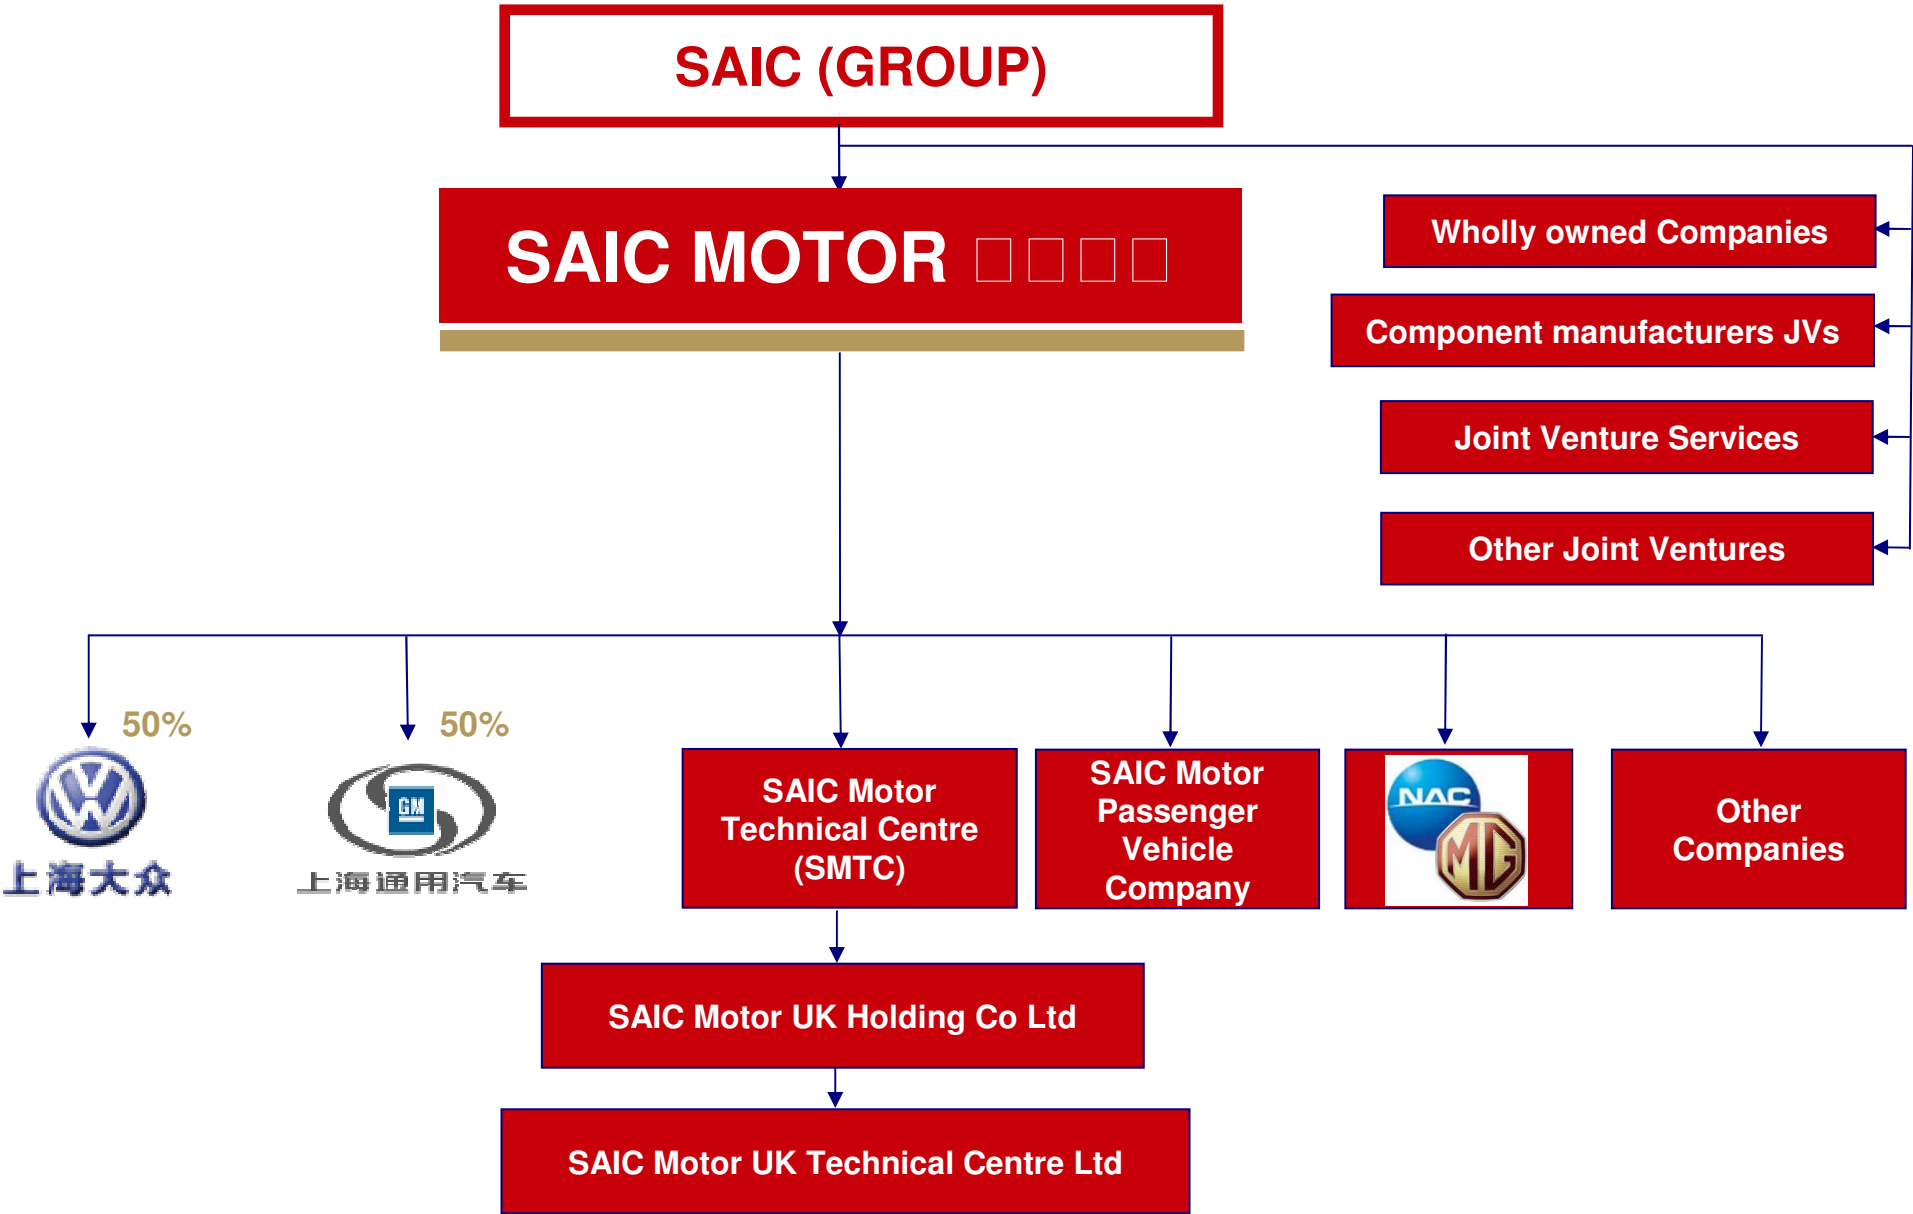 SAIC (GROUP)
SAIC MOTOR
Wholly owned Companies
Component manufacturers JVs
Joint Venture Services
Other Joint Ventures
50%
50%
上海大众
GM
上海通用汽车
SAIC Motor
Technical Centre
(SMTC)
SAIC Motor
Passenger
Vehicle
Company
NAC
MG
Other
Companies
SAIC Motor UK Holding Co Ltd
SAIC Motor UK Technical Centre Ltd